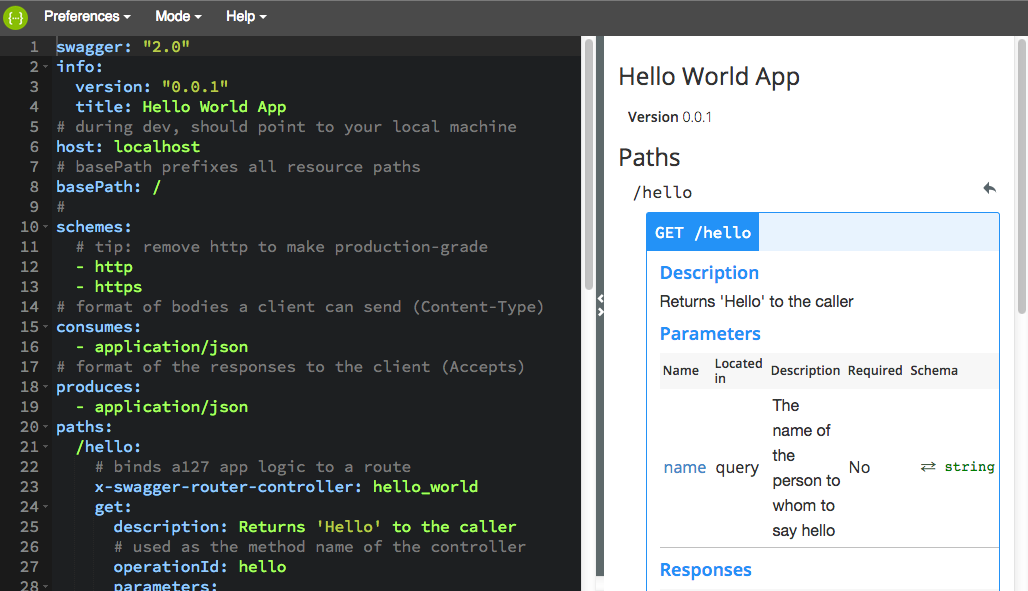 Preferences Mode Help
1 swagger: "2.0"
2 info:
3 version: "0.0.1"
4 title: Hello World App
5 # during dev, should point to your local machine
6 host: localhost
7 # basePath prefixes all resource paths
8 basePath: /
9 #
10 schemes:
11 # tip: remove http to make production-grade
12 - http
13 - https
14 # format of bodies a client can send (Content-Type)
15 consumes:
16 - application/json
17 # format of the responses to the client (Accepts)
18 produces:
19 - application/json
20 paths:
21 /hello:
22 # binds a127 app logic to a route
23 x-swagger-router-controller: hello_world
24 get:
25 description: Returns 'Hello' to the caller
26 # used as the method name of the controller
27 operationId: hello
28 parameters:
Hello World App
Version 0.0.1
Paths
/hello
GET /hello
Description
Returns 'Hello' to the caller
Parameters
Name Located in Description Required Schema
name query The name of the person to whom to say hello No ⇄ string
Responses